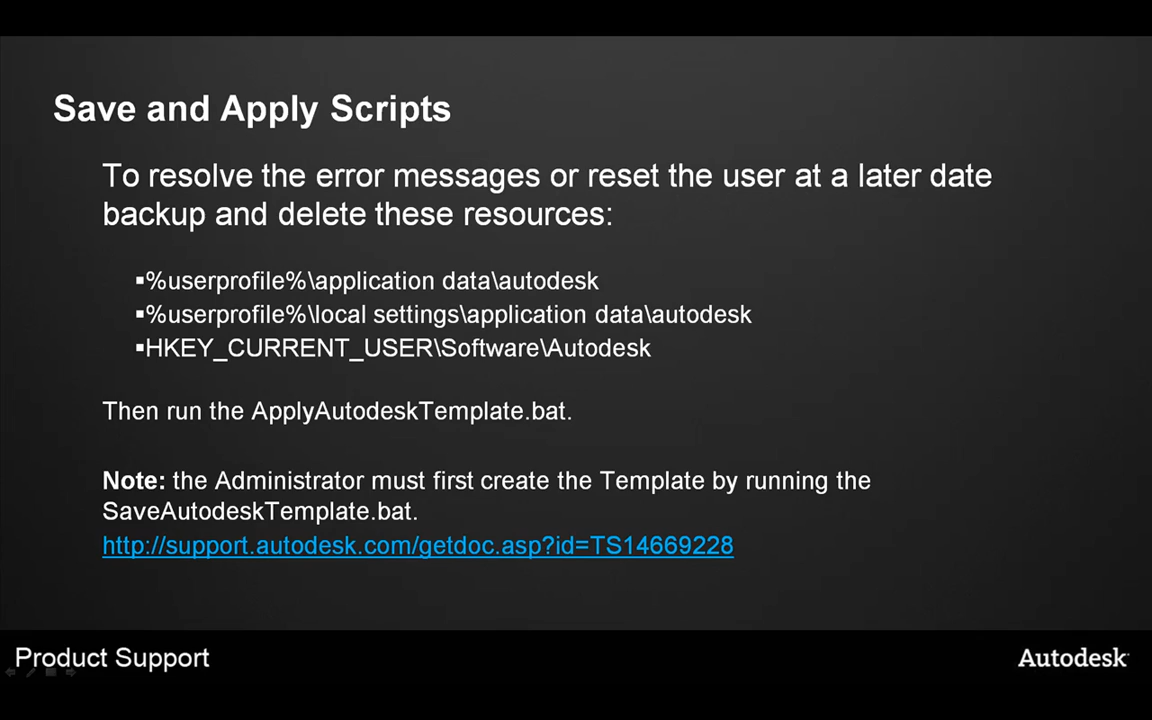 Save and Apply Scripts
To resolve the error messages or reset the user at a later date
backup and delete these resources:
▪%userprofile%\application data\autodesk
▪%userprofile%\local settings\application data\autodesk
▪HKEY_CURRENT_USER\Software\Autodesk
Then run the ApplyAutodeskTemplate.bat.
Note: the Administrator must first create the Template by running the
SaveAutodeskTemplate.bat.
http://support.autodesk.com/getdoc.asp?id=TS14669228
Product Support
Autodesk